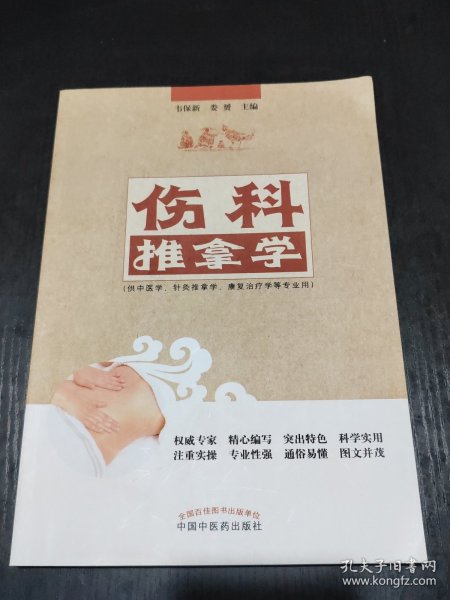 韦保新 娄赟 主编
伤科
推拿学
(供中医学、针灸推拿学、康复治疗学等专业用)
权威专家 精心编写 突出特色 科学实用
注重实操 专业性强 通俗易懂 图文并茂
全国百佳图书出版单位
中国中医药出版社
孔夫子旧书网
www.kongfz.com